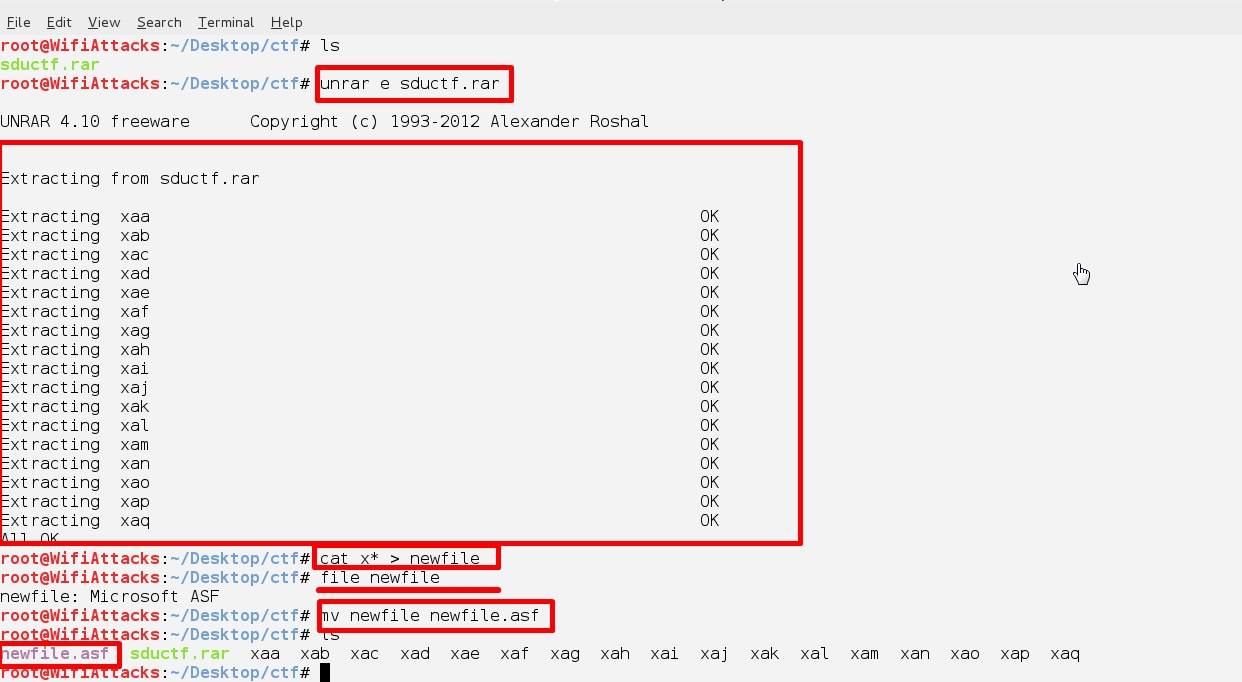 File Edit View Search Terminal Help
root@WifiAttacks:~/Desktop/ctf# ls
sductf.rar
root@WifiAttacks:~/Desktop/ctf# unrar e sductf.rar
UNRAR 4.10 freeware      Copyright (c) 1993-2012 Alexander Roshal
Extracting from sductf.rar
Extracting  xaa                                                       OK
Extracting  xab                                                       OK
Extracting  xac                                                       OK
Extracting  xad                                                       OK
Extracting  xae                                                       OK
Extracting  xaf                                                       OK
Extracting  xag                                                       OK
Extracting  xah                                                       OK
Extracting  xai                                                       OK
Extracting  xaj                                                       OK
Extracting  xak                                                       OK
Extracting  xal                                                       OK
Extracting  xam                                                       OK
Extracting  xan                                                       OK
Extracting  xao                                                       OK
Extracting  xap                                                       OK
Extracting  xaq                                                       OK
All OK
root@WifiAttacks:~/Desktop/ctf# cat x* > newfile
root@WifiAttacks:~/Desktop/ctf# file newfile
newfile: Microsoft ASF
root@WifiAttacks:~/Desktop/ctf# mv newfile newfile.asf
root@WifiAttacks:~/Desktop/ctf# ls
newfile.asf  sductf.rar  xaa  xab  xac  xad  xae  xaf  xag  xah  xai  xaj  xak  xal  xam  xan  xao  xap  xaq
root@WifiAttacks:~/Desktop/ctf#